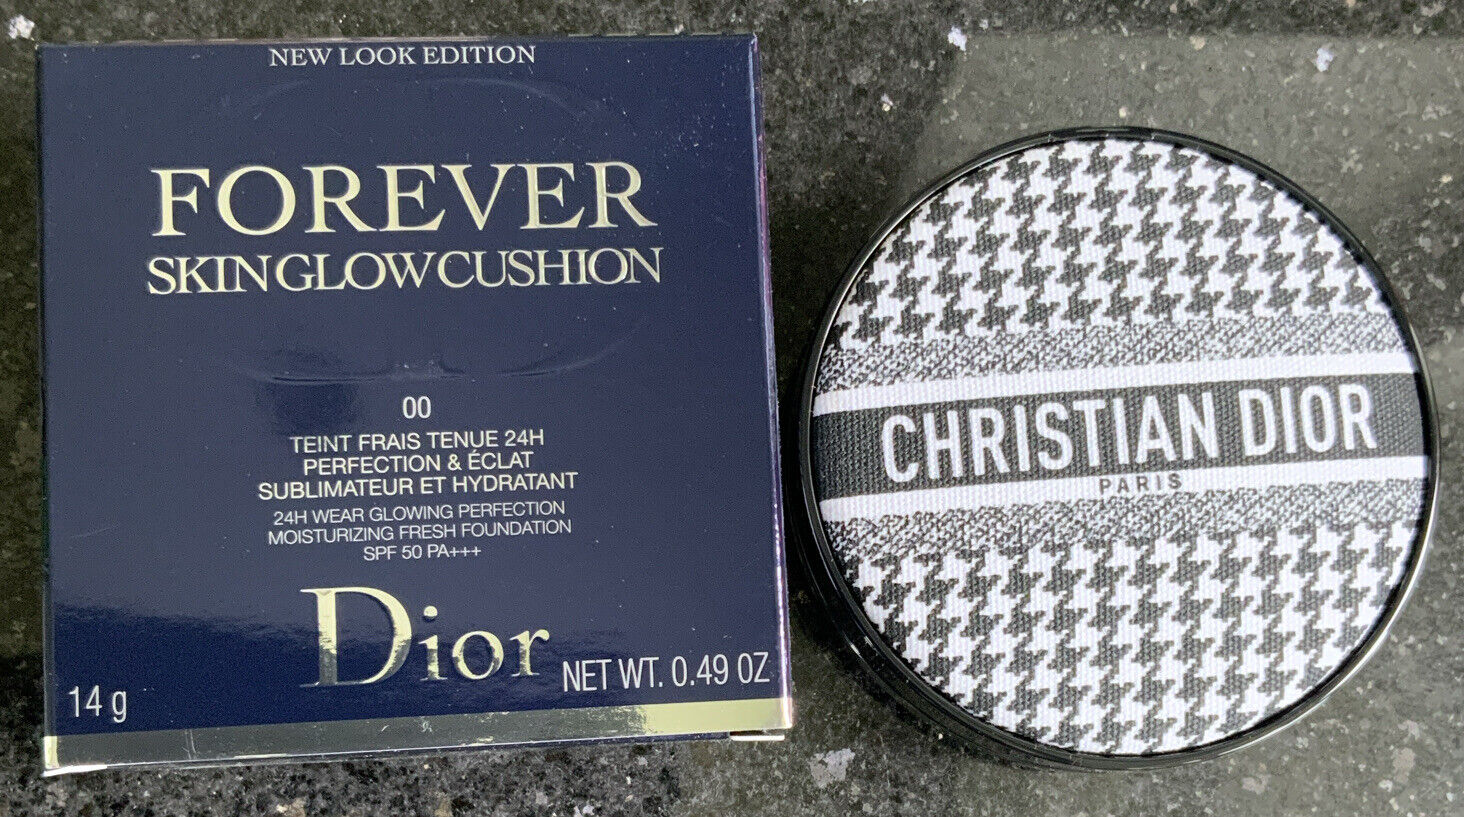 NEW LOOK EDITION
FOREVER
SKIN GLOW CUSHION
00
TEINT FRAIS TENUE 24H
PERFECTION & ÉCLAT
SUBLIMATEUR ET HYDRATANT
24H WEAR GLOWING PERFECTION
MOISTURIZING FRESH FOUNDATION
SPF 50 PA+++
Dior
14 g
NET WT. 0.49 OZ
CHRISTIAN DIOR
PARIS